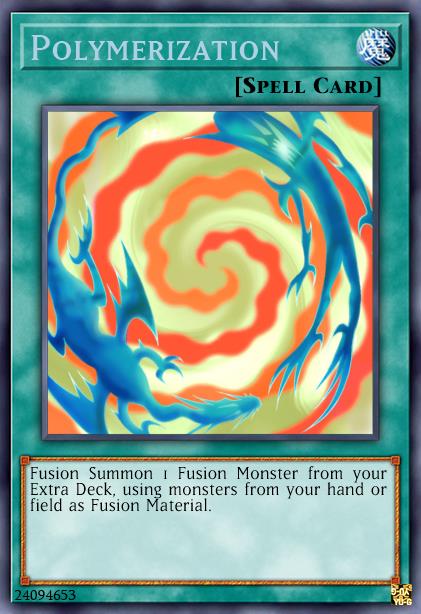 POLYMERIZATION
魔
[SPELL CARD]
Fusion Summon 1 Fusion Monster from your
Extra Deck, using monsters from your hand or
field as Fusion Material.
24094653